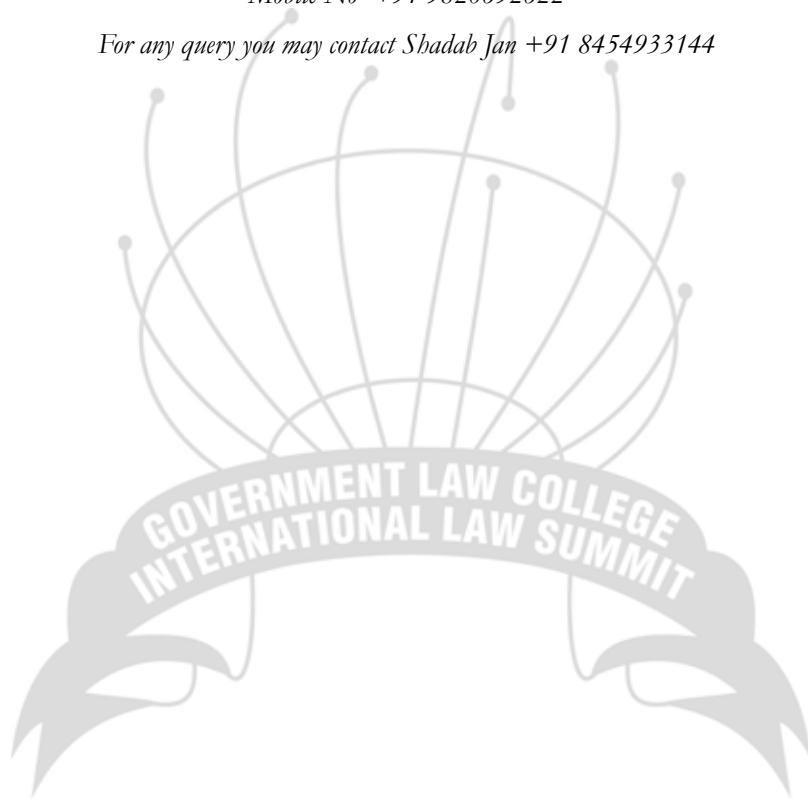 For any query you may contact Shadab Jan +91 8454933144
GOVERNMENT LAW COLLEGE
INTERNATIONAL LAW SUMMIT